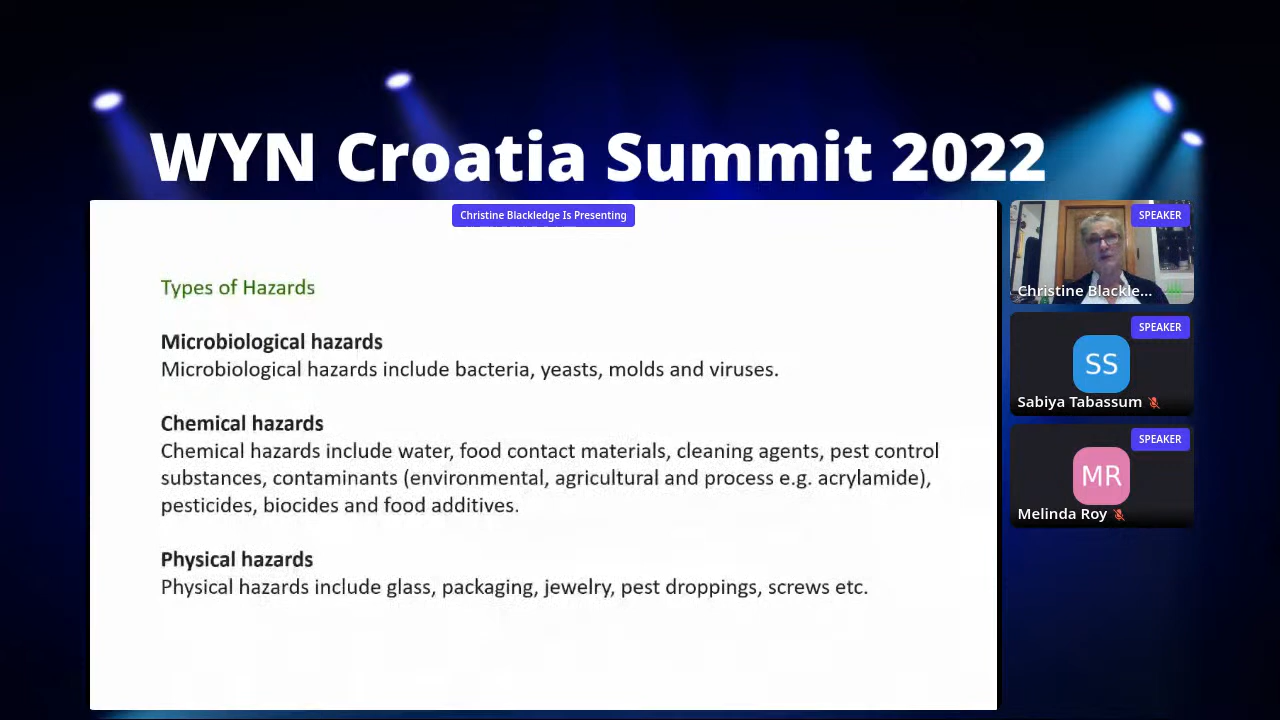 WYN Croatia Summit 2022
Christine Blackledge Is Presenting
Types of Hazards
Microbiological hazards
Microbiological hazards include bacteria, yeasts, molds and viruses.
Chemical hazards
Chemical hazards include water, food contact materials, cleaning agents, pest control
substances, contaminants (environmental, agricultural and process e.g. acrylamide),
pesticides, biocides and food additives.
Physical hazards
Physical hazards include glass, packaging, jewelry, pest droppings, screws etc.
SPEAKER
Christine Blackle...
SPEAKER
SS
Sabiya Tabassum
SPEAKER
MR
Melinda Roy